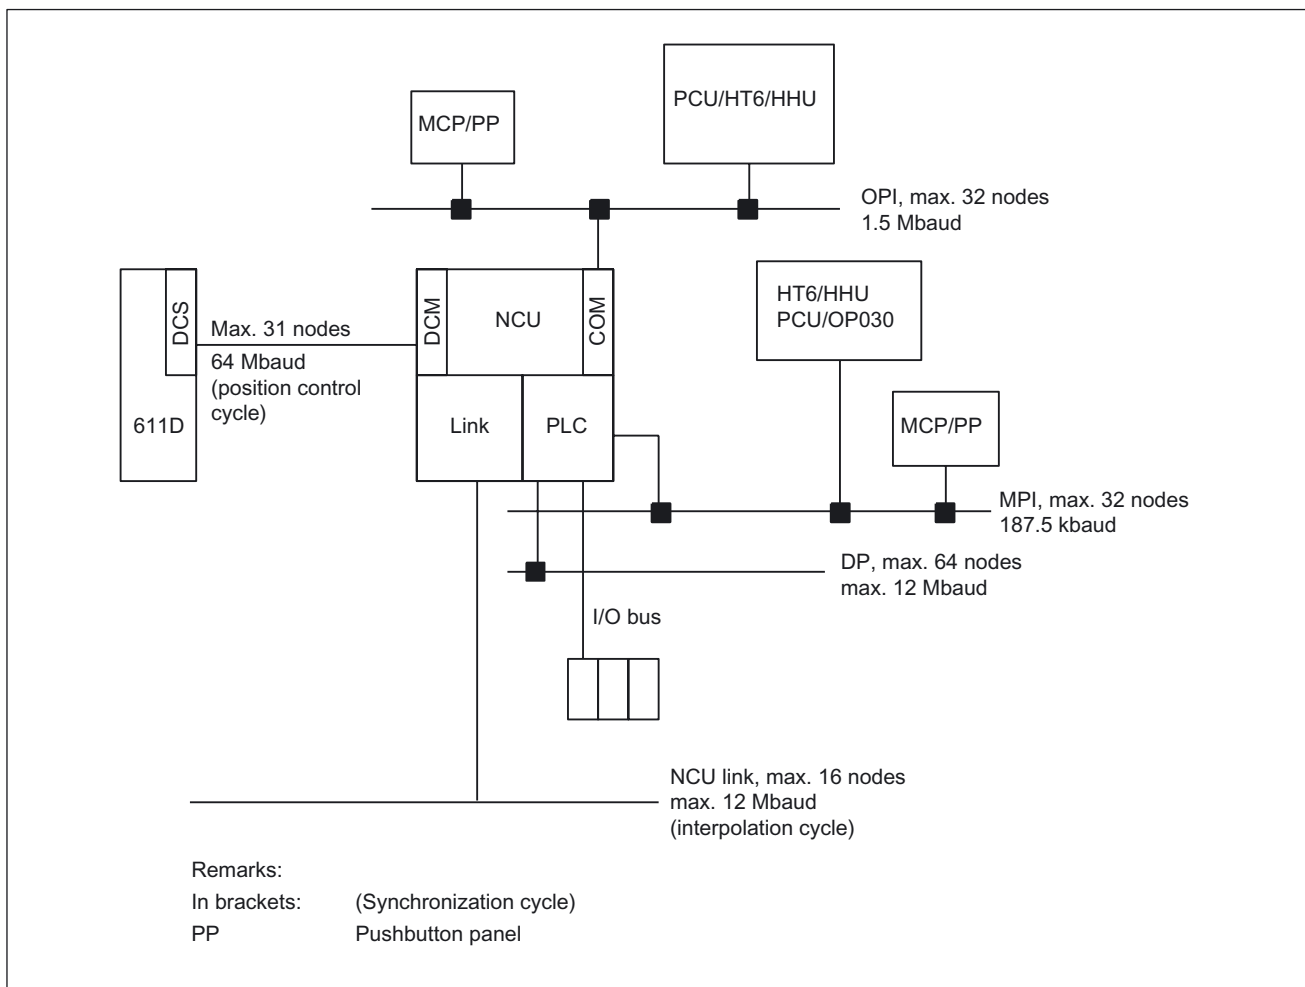 PCU/HT6/HHU
MCP/PP
OPI, max. 32 nodes
1.5 Mbaud
DCS
Max. 31 nodes
64 Mbaud
(position control
cycle)
611D
DCM
NCU
COM
Link
PLC
HT6/HHU
PCU/OP030
MCP/PP
MPI, max. 32 nodes
187.5 kbaud
DP, max. 64 nodes
max. 12 Mbaud
I/O bus
NCU link, max. 16 nodes
max. 12 Mbaud
(interpolation cycle)
Remarks:
In brackets: (Synchronization cycle)
PP Pushbutton panel